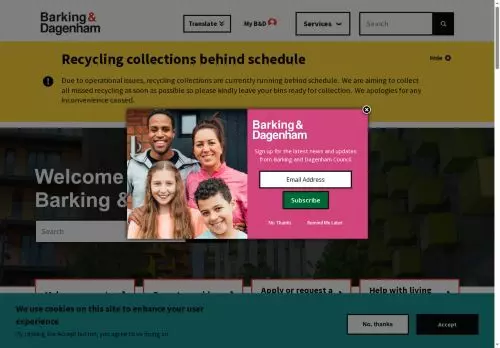 Barking &
Dagenham
Translate
My B&D
Services
Search
Recycling collections behind schedule
Hide
Due to operational issues, recycling collections are currently running behind schedule. We are aiming to collect
all missed recycling as soon as possible so please kindly leave your bins ready for collection. We apologies for any
inconvenience caused.
Barking &
Dagenham
Sign up for the latest news and updates
from Barking and Dagenham Council
Email Address
Subscribe
No Thanks
Remind Me Later
Welcome
Barking &
Search
Apply or request a
Help with living
We use cookies on this site to enhance your user
experience
By clicking the Accept button, you agree to us doing so.
No, thanks
Accept